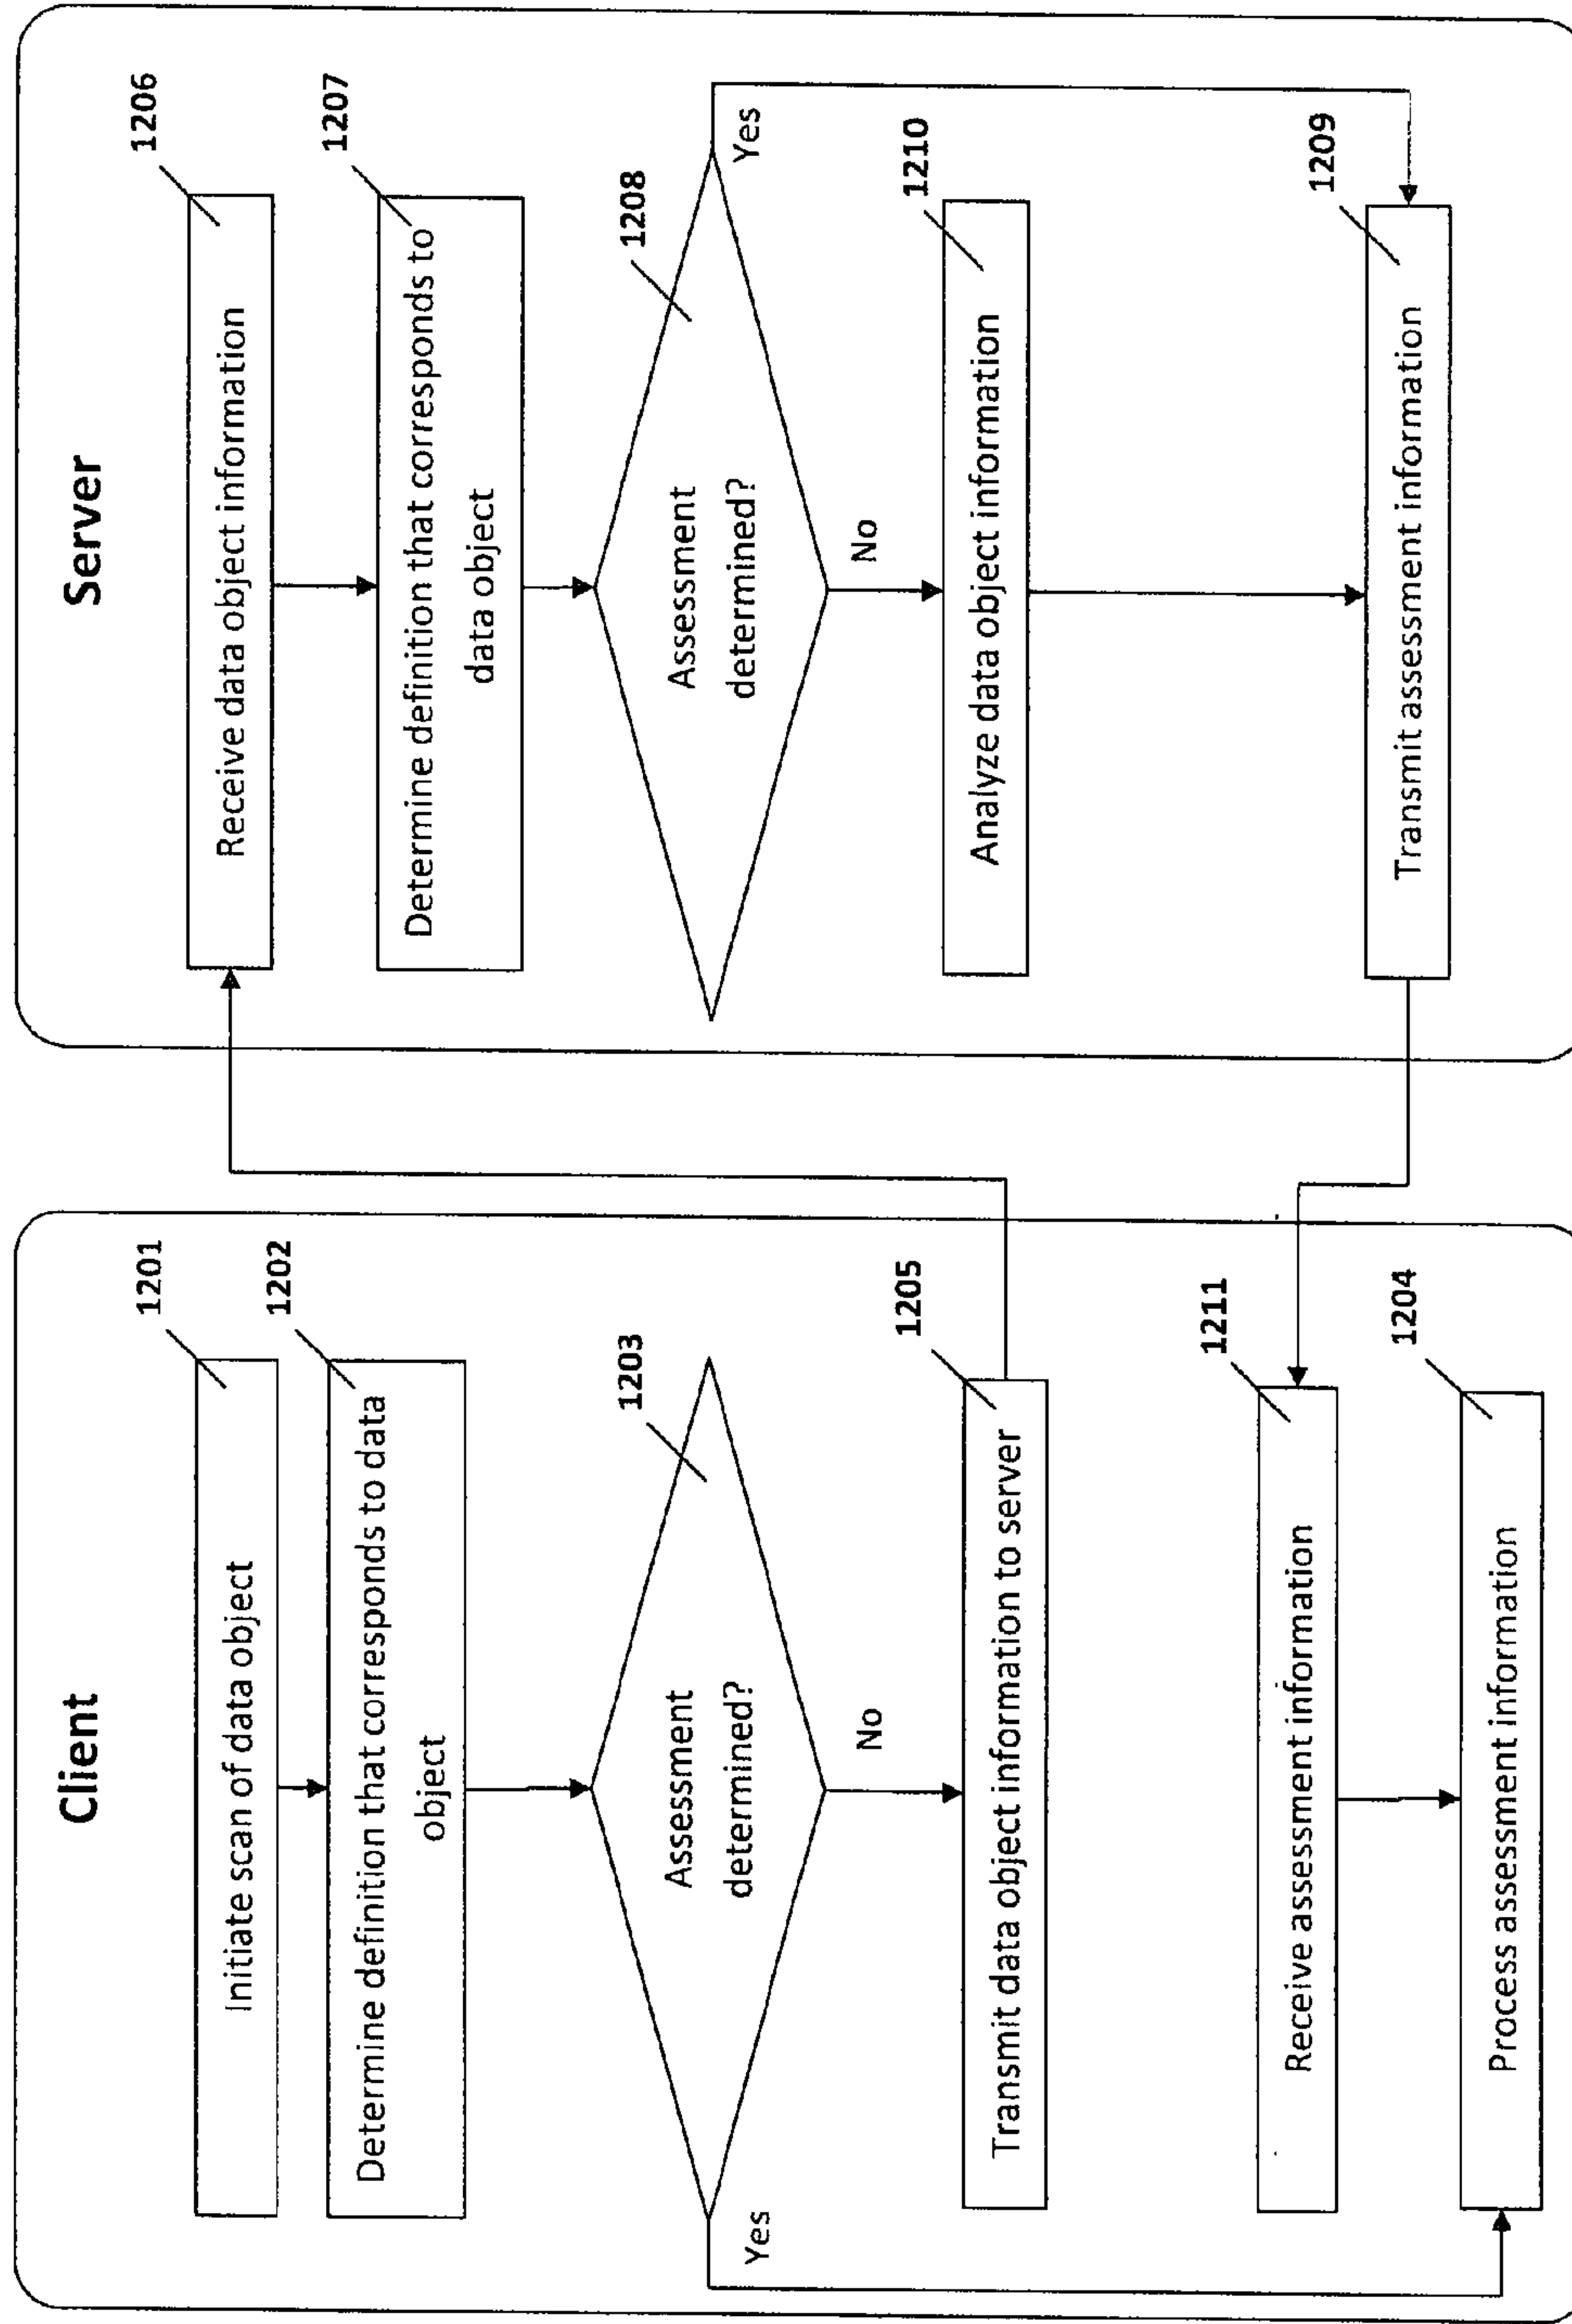 Client
1201
Initiate scan of data object
1202
Determine definition that corresponds to data
object
1203
Assessment
determined?
Yes
No
1205
Transmit data object information to server
1211
Receive assessment information
1204
Process assessment information
Server
1206
Receive data object information
1207
Determine definition that corresponds to
data object
1208
Assessment
determined?
Yes
No
1210
Analyze data object information
1209
Transmit assessment information